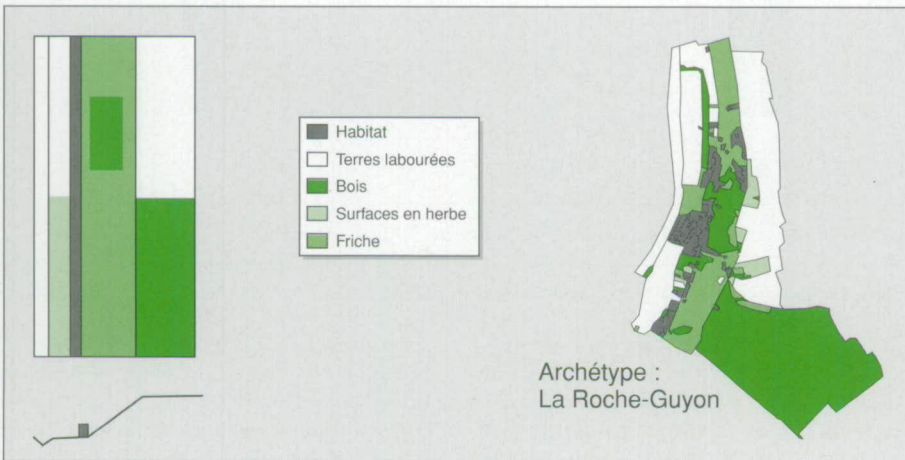 Habitat
Terres labourées
Bois
Surfaces en herbe
Friche
Archétype :
La Roche-Guyon